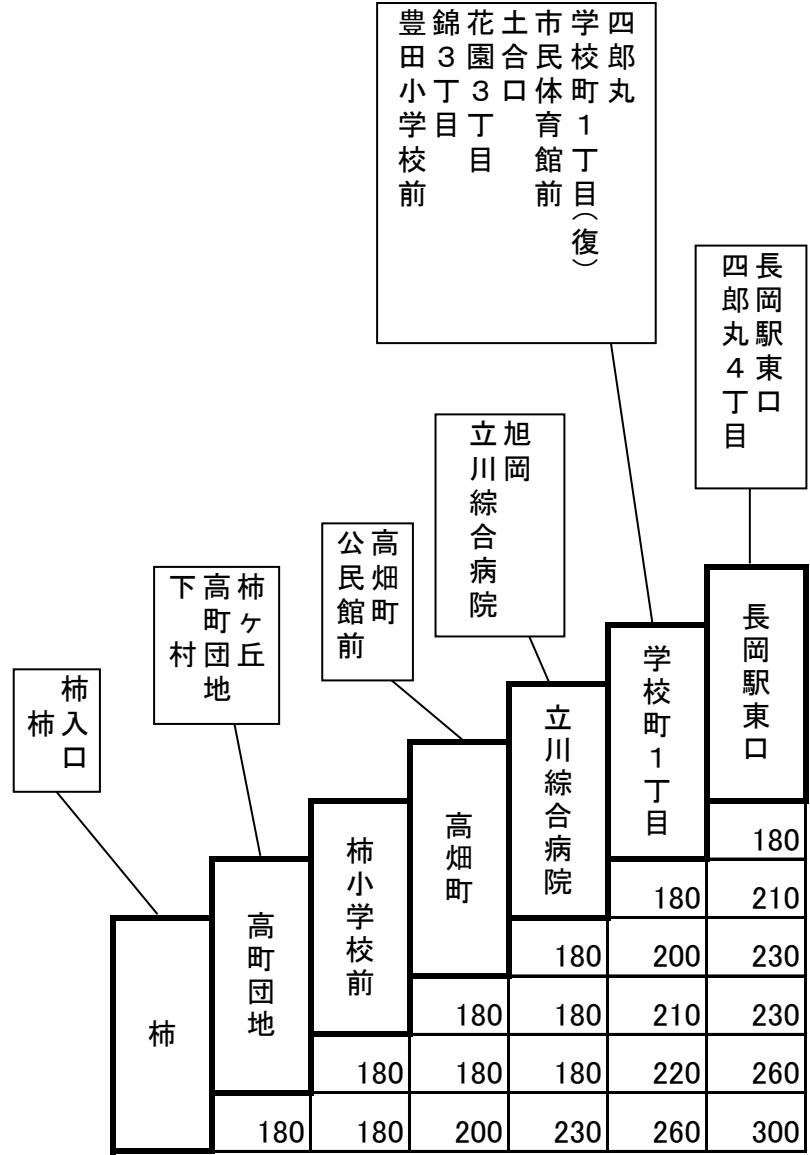 四郎丸
学校町１丁目（復）
市民体育館前
土合口
花園３丁目
錦３丁目
豊田小学校前
長岡駅東口
四郎丸４丁目
旭岡
立川綜合病院
高畑町
公民館前
柿ヶ丘
高町団地
下村
柿入口
柿
長岡駅東口
学校町１丁目
立川綜合病院
高畑町
柿小学校前
高町団地
柿
180
180 210
180 200 230
180 180 210 230
180 180 180 220 260
180 180 200 230 260 300